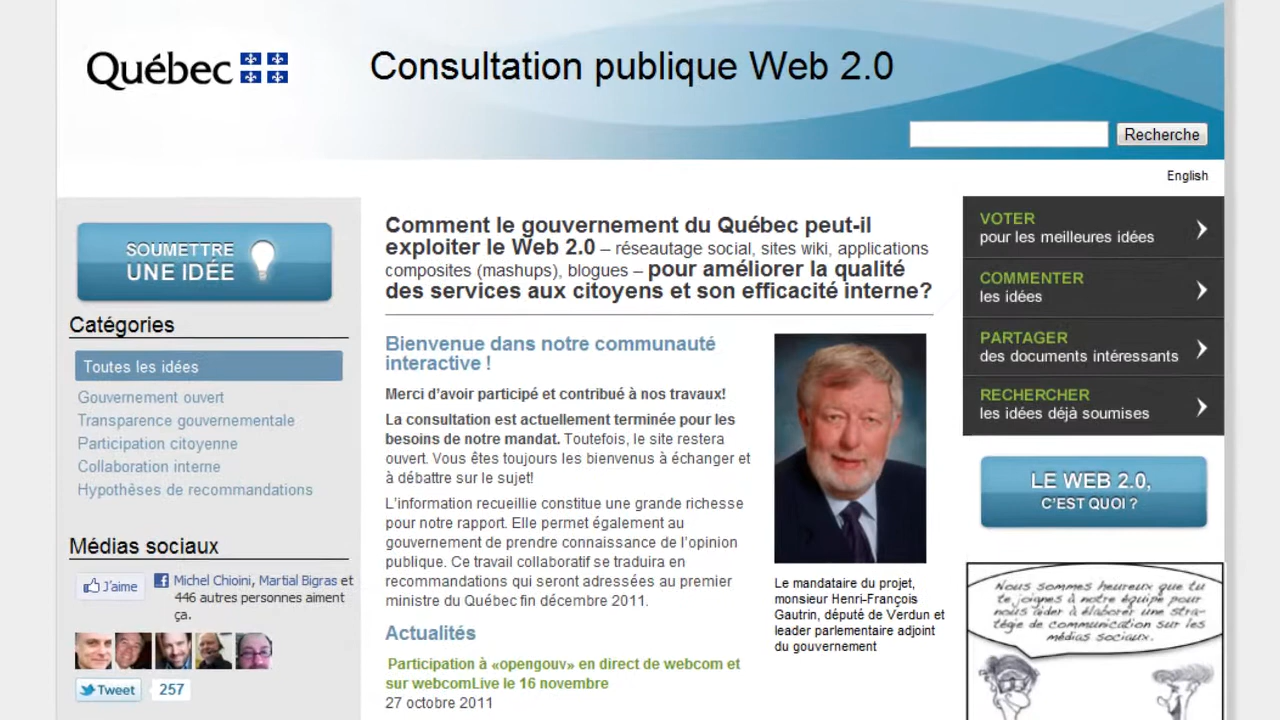 Québec
Consultation publique Web 2.0
Recherche
English
SOUMETTRE
UNE IDÉE
Catégories
Toutes les idées
Gouvernement ouvert
Transparence gouvernementale
Participation citoyenne
Collaboration interne
Hypothèses de recommandations
Médias sociaux
J'aime
Michel Chioini, Martial Bigras et
446 autres personnes aiment
ça.
Tweet
257
Comment le gouvernement du Québec peut-il
exploiter le Web 2.0 – réseautage social, sites wiki, applications
composites (mashups), blogues – pour améliorer la qualité
des services aux citoyens et son efficacité interne?
Bienvenue dans notre communauté
interactive !
Merci d'avoir participé et contribué à nos travaux!
La consultation est actuellement terminée pour les
besoins de notre mandat. Toutefois, le site restera
ouvert. Vous êtes toujours les bienvenus à échanger et
à débattre sur le sujet!
L'information recueillie constitue une grande richesse
pour notre rapport. Elle permet également au
gouvernement de prendre connaissance de l'opinion
publique. Ce travail collaboratif se traduira en
recommandations qui seront adressées au premier
ministre du Québec fin décembre 2011.
Actualités
Participation à «opengouv» en direct de webcom et
sur webcomLive le 16 novembre
27 octobre 2011
Le mandataire du projet,
monsieur Henri-François
Gautrin, député de Verdun et
leader parlementaire adjoint
du gouvernement
VOTER
pour les meilleures idées
COMMENTER
les idées
PARTAGER
des documents intéressants
RECHERCHER
les idées déjà soumises
LE WEB 2.0,
C'EST QUOI ?
Nous sommes heureux que tu
te joignes à notre équipe pour
nous aider à élaborer une stra-
tégie de communication sur les
médias sociaux.